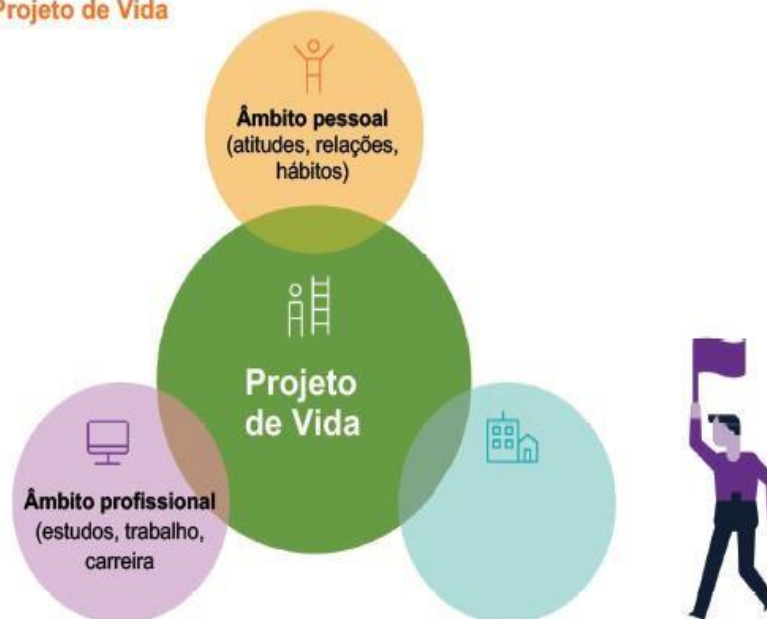 Projeto de Vida
Âmbito pessoal
(atitudes, relações,
hábitos)
Projeto
de Vida
Âmbito profissional
(estudos, trabalho,
carreira